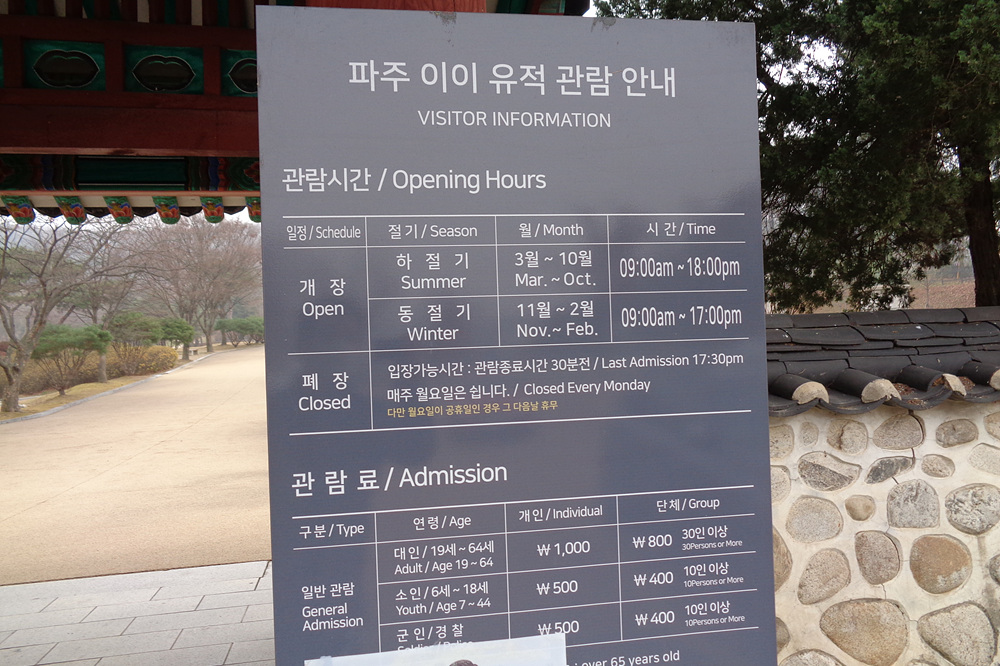 파주 이이 유적 관람 안내
VISITOR INFORMATION
관람시간 / Opening Hours
일정 / Schedule 절기 / Season 월 / Month 시간 / Time
개장 Open
하절기 Summer
3월 ~ 10월 Mar. ~ Oct.
09:00am ~ 18:00pm
동절기 Winter
11월 ~ 2월 Nov. ~ Feb.
09:00am ~ 17:00pm
폐장 Closed
입장가능시간 : 관람종료시간 30분전 / Last Admission 17:30pm
매주 월요일은 쉽니다. / Closed Every Monday
다만 월요일이 공휴일인 경우 그 다음날 휴무
관람료 / Admission
구분 / Type 연령 / Age 개인 / Individual 단체 / Group
일반 관람
General
Admission
대인 / 19세 ~ 64세
Adult / Age 19 ~ 64
₩ 1,000
₩ 800 30인 이상
30Persons or More
소인 / 6세 ~ 18세
Youth / Age 7 ~ 44
₩ 500
₩ 400 10인 이상
10Persons or More
군인 / 경찰
₩ 500
₩ 400 10인 이상
10Persons or More
: over 65 years old